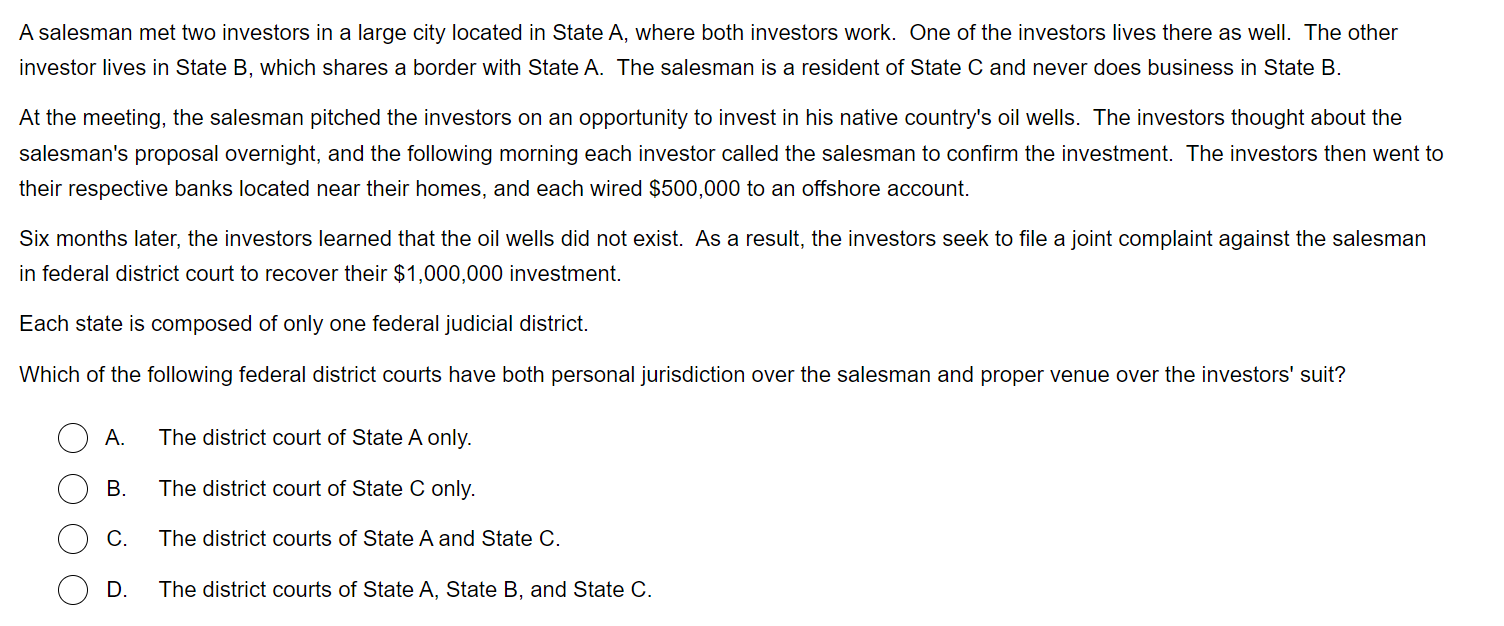 A salesman met two investors in a large city located in State A, where both investors work.  One of the investors lives there as well.  The other
investor lives in State B, which shares a border with State A.  The salesman is a resident of State C and never does business in State B.
At the meeting, the salesman pitched the investors on an opportunity to invest in his native country's oil wells.  The investors thought about the
salesman's proposal overnight, and the following morning each investor called the salesman to confirm the investment.  The investors then went to
their respective banks located near their homes, and each wired $500,000 to an offshore account.
Six months later, the investors learned that the oil wells did not exist.  As a result, the investors seek to file a joint complaint against the salesman
in federal district court to recover their $1,000,000 investment.
Each state is composed of only one federal judicial district.
Which of the following federal district courts have both personal jurisdiction over the salesman and proper venue over the investors' suit?
A. The district court of State A only.
B. The district court of State C only.
C. The district courts of State A and State C.
D. The district courts of State A, State B, and State C.